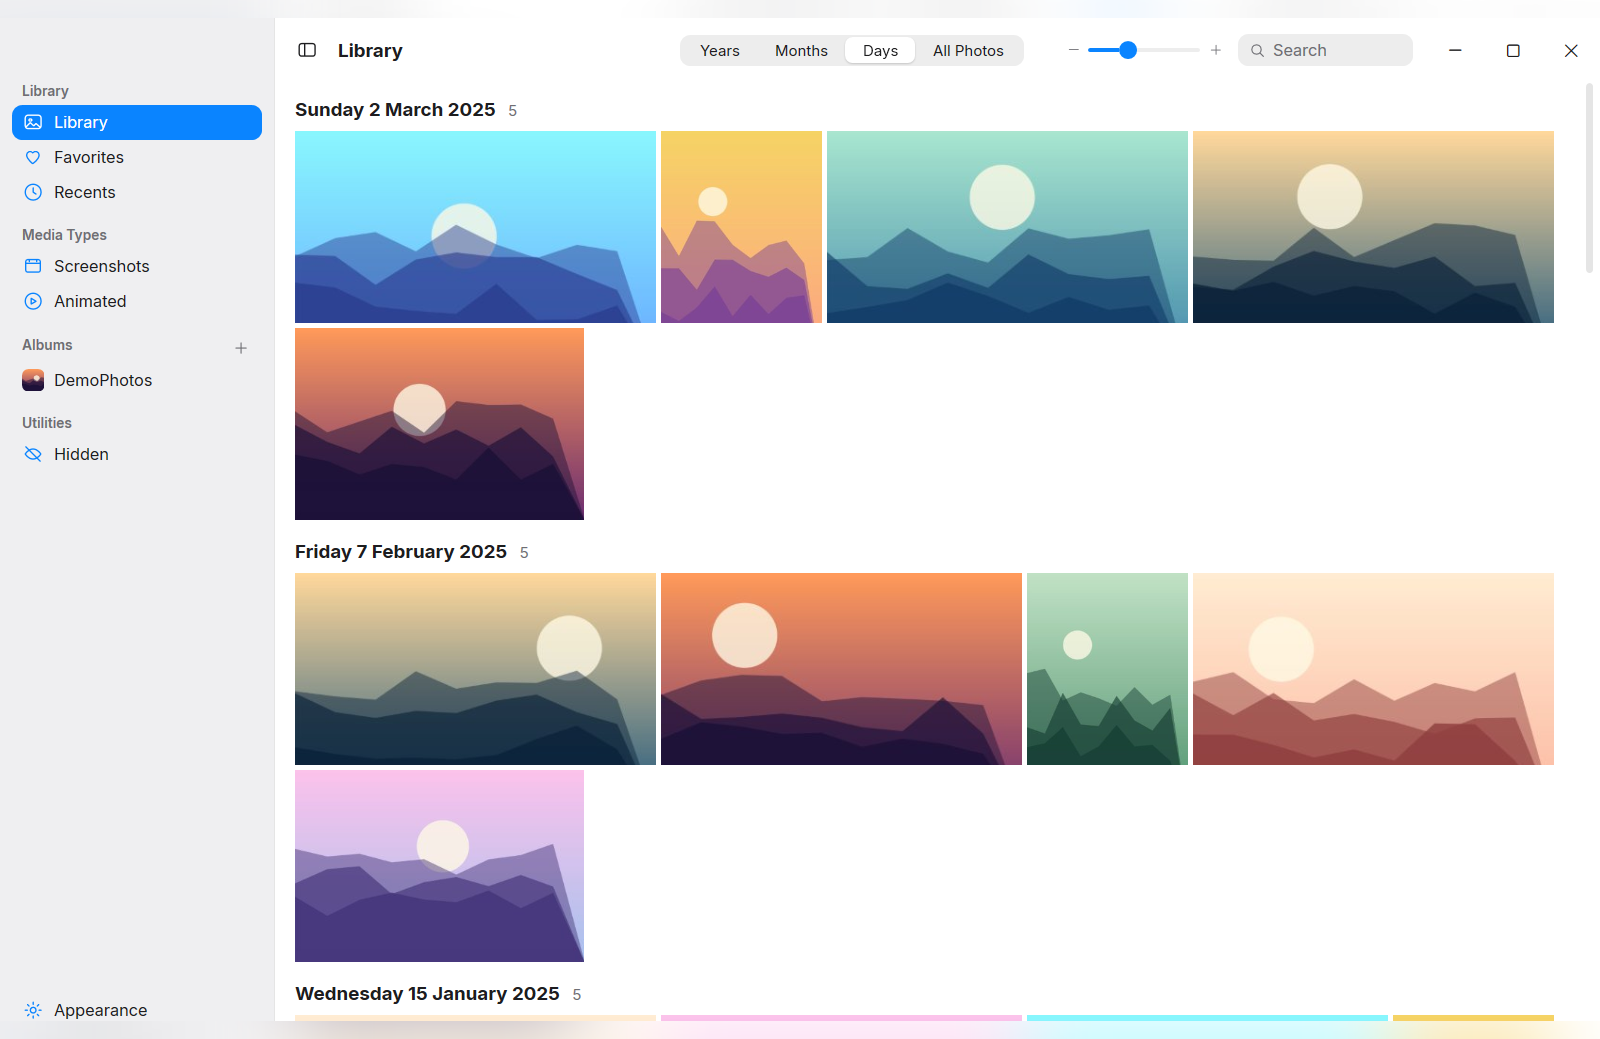 Library
Library
Favorites
Recents
Media Types
Screenshots
Animated
Albums
DemoPhotos
Utilities
Hidden
Appearance
Library
Years Months Days All Photos
Search
Sunday 2 March 2025 5
Friday 7 February 2025 5
Wednesday 15 January 2025 5